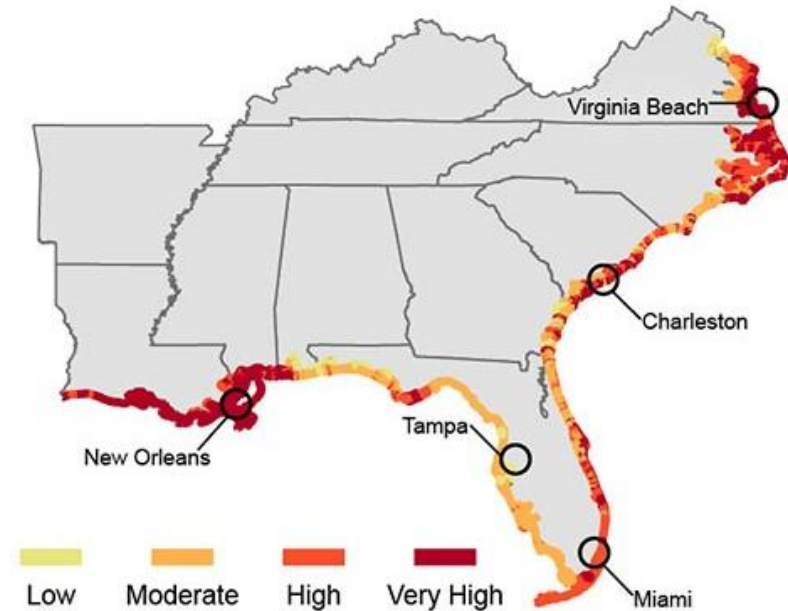 Virginia Beach
Charleston
Tampa
New Orleans
Miami
Low Moderate High Very High